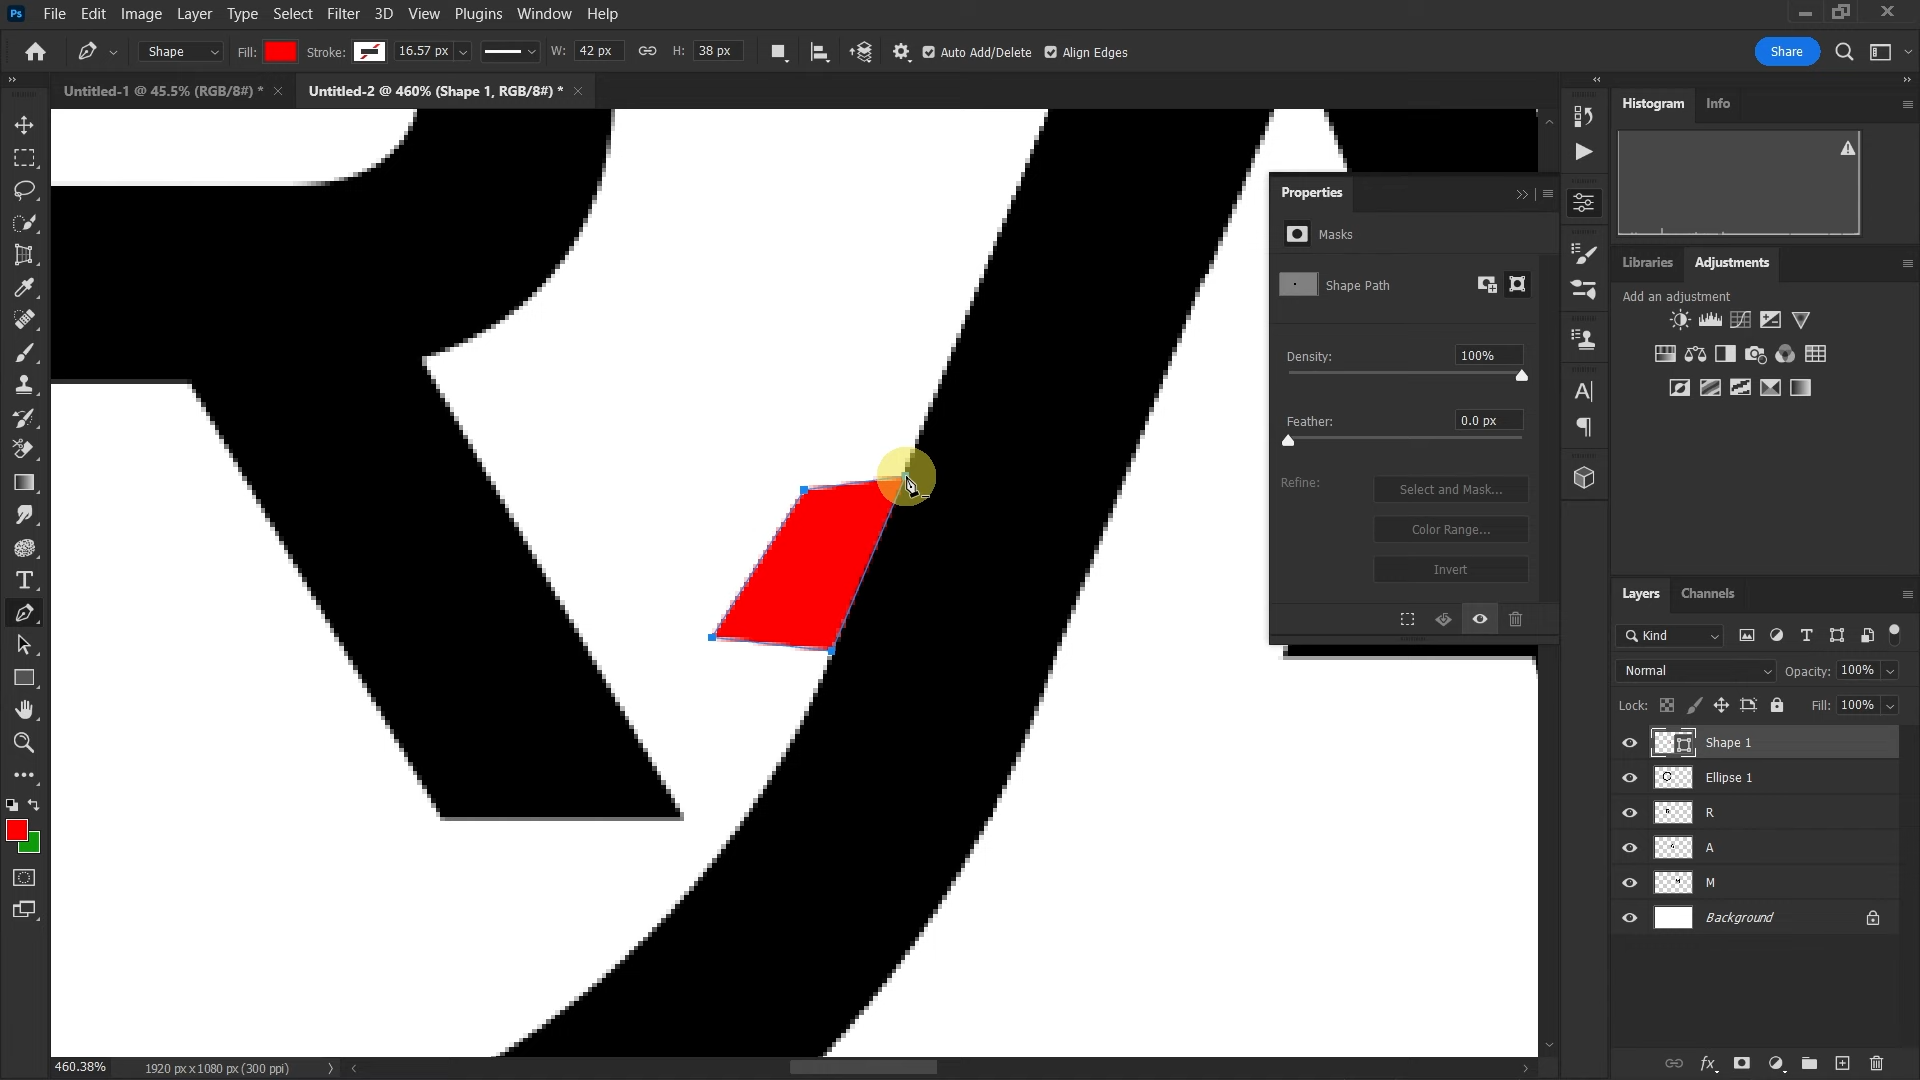 Ps File Edit Image Layer Type Select Filter 3D View Plugins Window Help
Shape Fill: Stroke: 16.57 px W: 42 px H: 38 px Auto Add/Delete Align Edges Share
Untitled-1 @ 45.5% (RGB/8#) * Untitled-2 @ 460% (Shape 1, RGB/8#) *
Histogram Info
Properties
Masks
Shape Path
Density: 100%
Feather: 0.0 px
Refine: Select and Mask...
Color Range...
Invert
Libraries Adjustments
Add an adjustment
Layers Channels
Kind
Normal Opacity: 100%
Lock: Fill: 100%
Shape 1
Ellipse 1
R
A
M
Background
460.38% 1920 px x 1080 px (300 ppi)